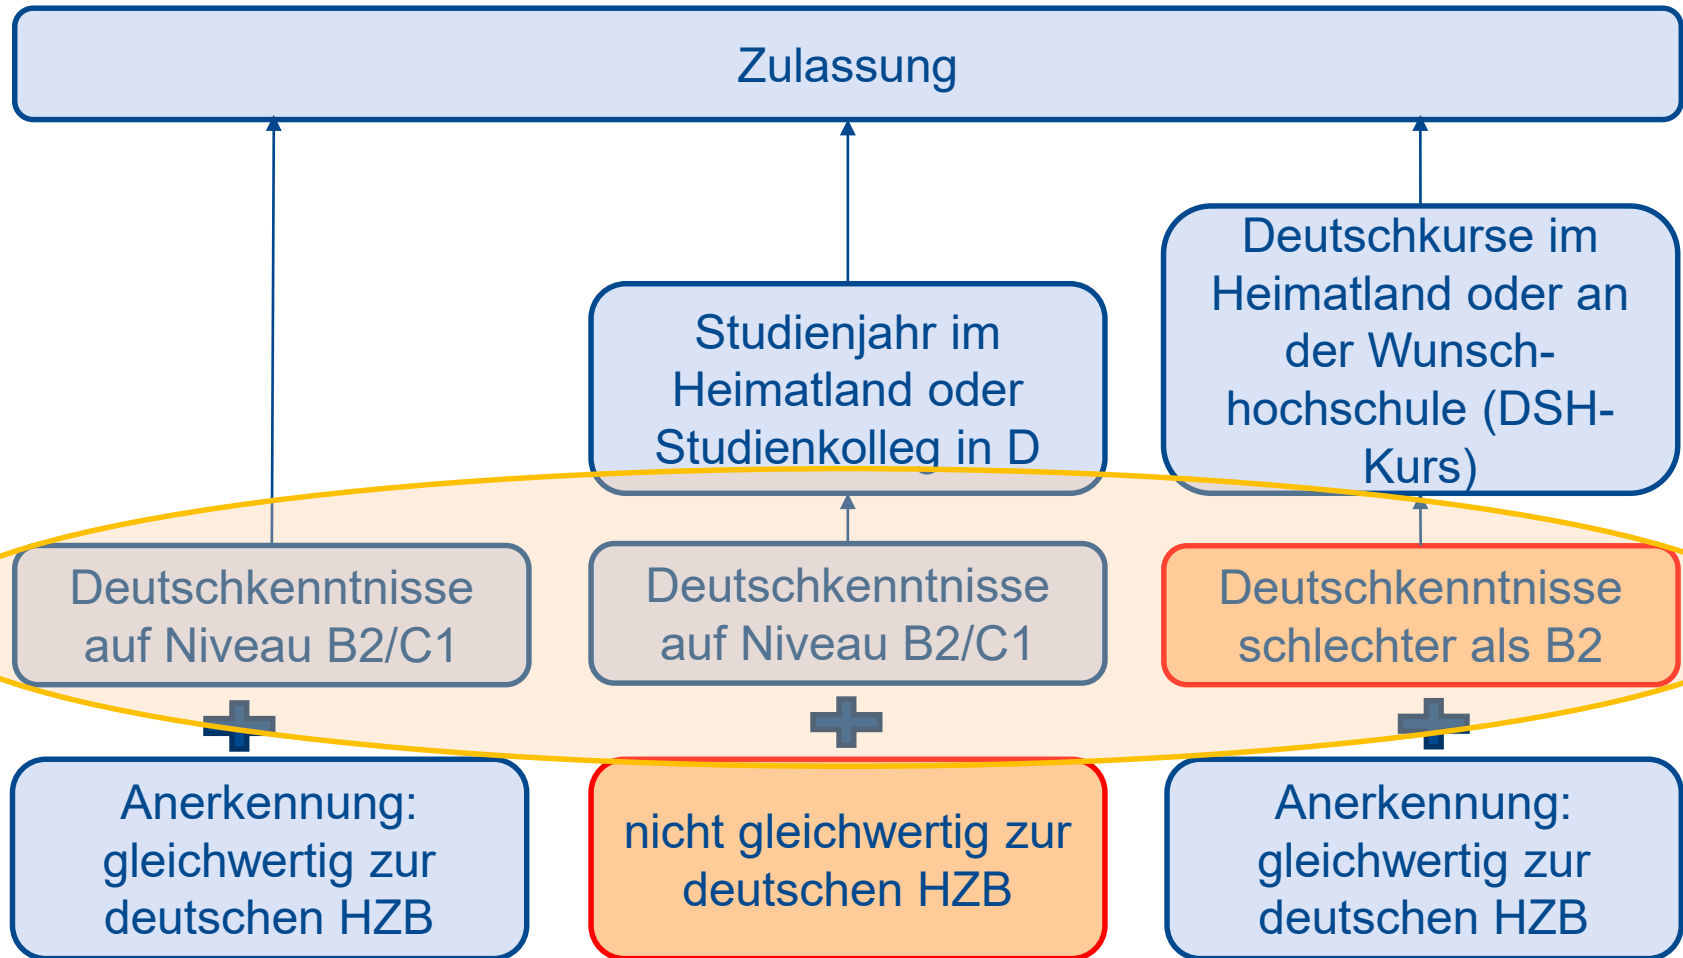 Zulassung
Studienjahr im
Heimatland oder
Studienkolleg in D
Deutschkurse im
Heimatland oder an
der Wunsch-
hochschule (DSH-
Kurs)
Deutschkenntnisse
auf Niveau B2/C1
Deutschkenntnisse
auf Niveau B2/C1
Deutschkenntnisse
schlechter als B2
Anerkennung:
gleichwertig zur
deutschen HZB
nicht gleichwertig zur
deutschen HZB
Anerkennung:
gleichwertig zur
deutschen HZB